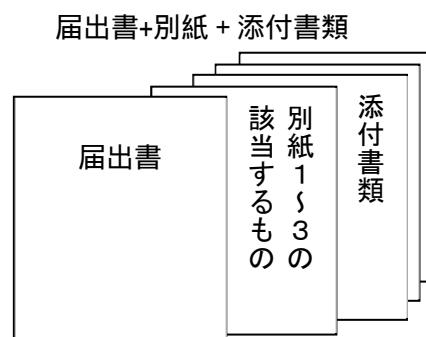 届出書+別紙 + 添付書類
届出書
別紙1~3の
該当するもの
添付書類